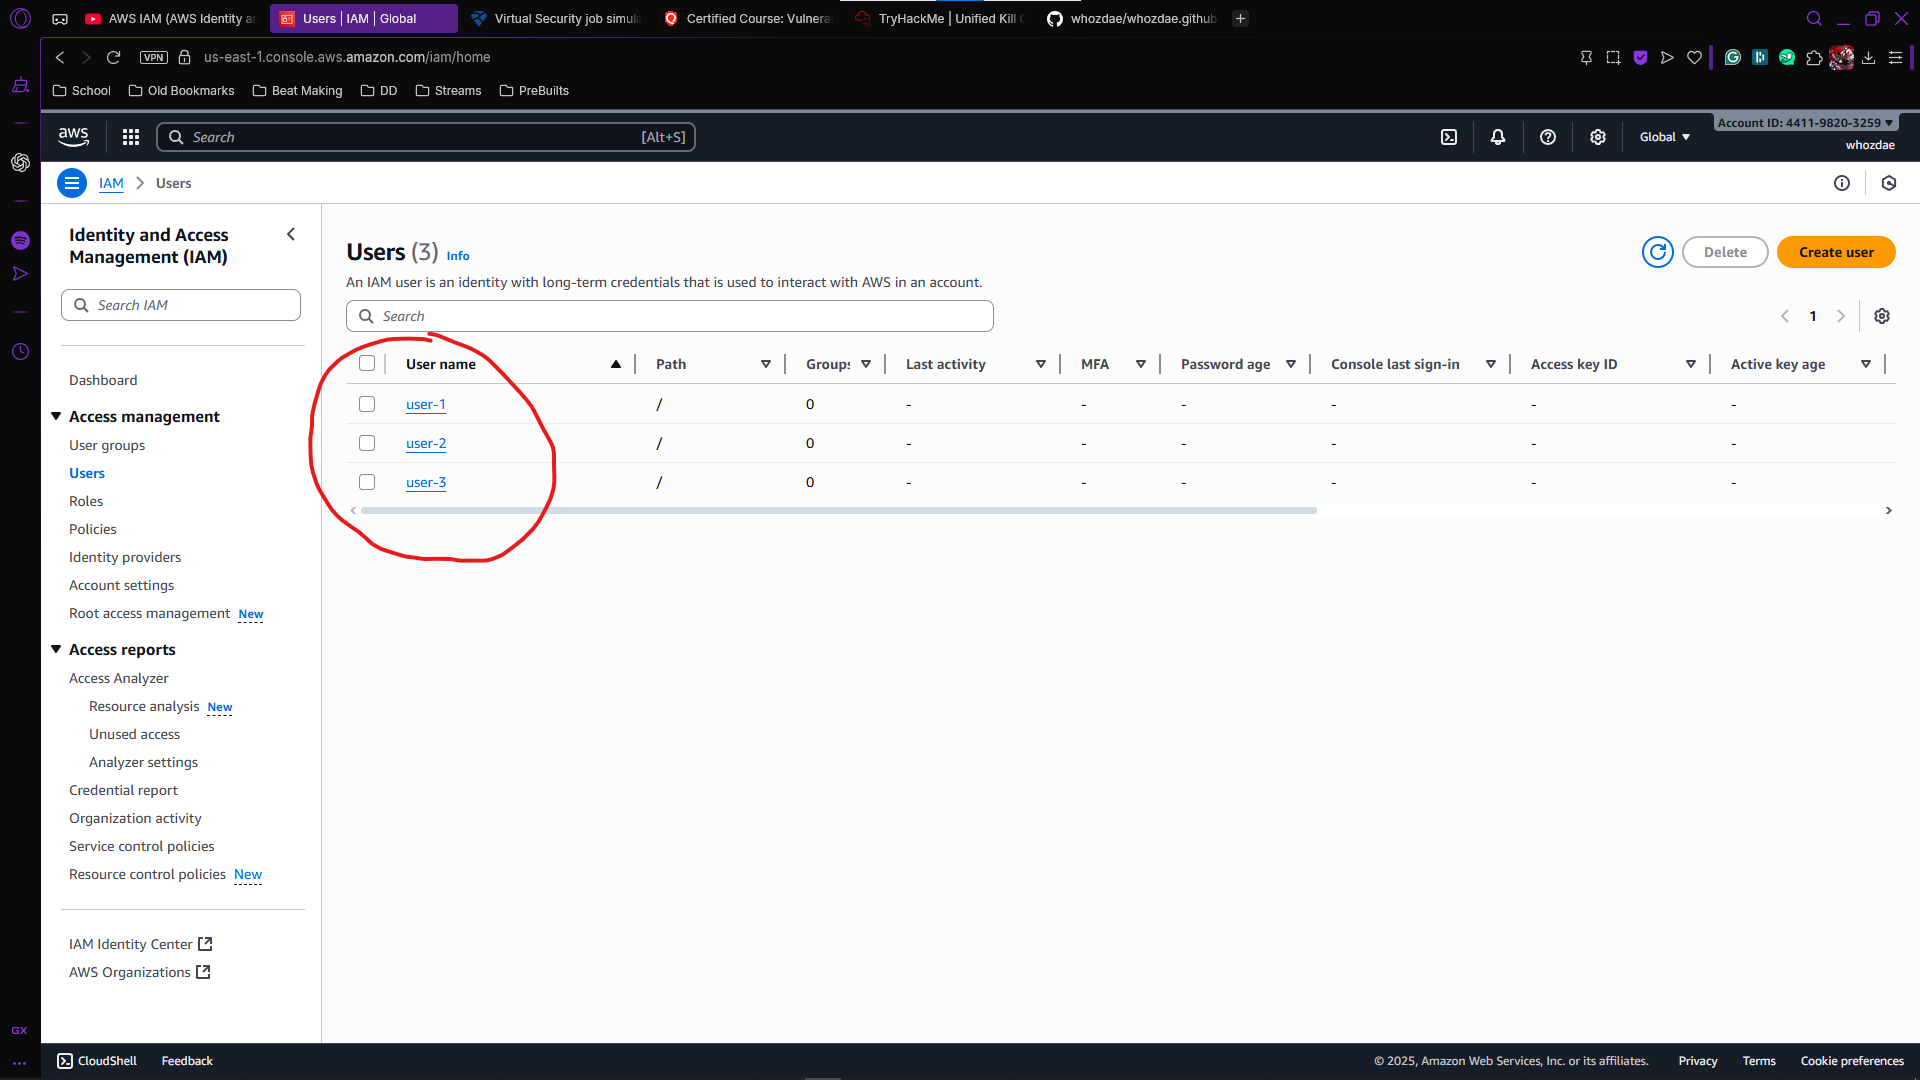 AWS IAM (AWS Identity ar
Users | IAM | Global
Virtual Security job simula
Certified Course: Vulnera
TryHackMe | Unified Kill C
whozdae/whozdae.github
VPN
us-east-1.console.aws.amazon.com/iam/home
School
Old Bookmarks
Beat Making
DD
Streams
PreBuilts
aws
Search
[Alt+S]
Global
Account ID: 4411-9820-3259
whozdae
IAM
Users
Identity and Access
Management (IAM)
Search IAM
Dashboard
Access management
User groups
Users
Roles
Policies
Identity providers
Account settings
Root access management New
Access reports
Access Analyzer
Resource analysis New
Unused access
Analyzer settings
Credential report
Organization activity
Service control policies
Resource control policies New
IAM Identity Center
AWS Organizations
Users (3) Info
Delete
Create user
An IAM user is an identity with long-term credentials that is used to interact with AWS in an account.
Search
1
User name Path Groups Last activity MFA Password age Console last sign-in Access key ID Active key age
user-1 / 0 - - - - - -
user-2 / 0 - - - - - -
user-3 / 0 - - - - - -
GX
CloudShell
Feedback
© 2025, Amazon Web Services, Inc. or its affiliates.
Privacy
Terms
Cookie preferences